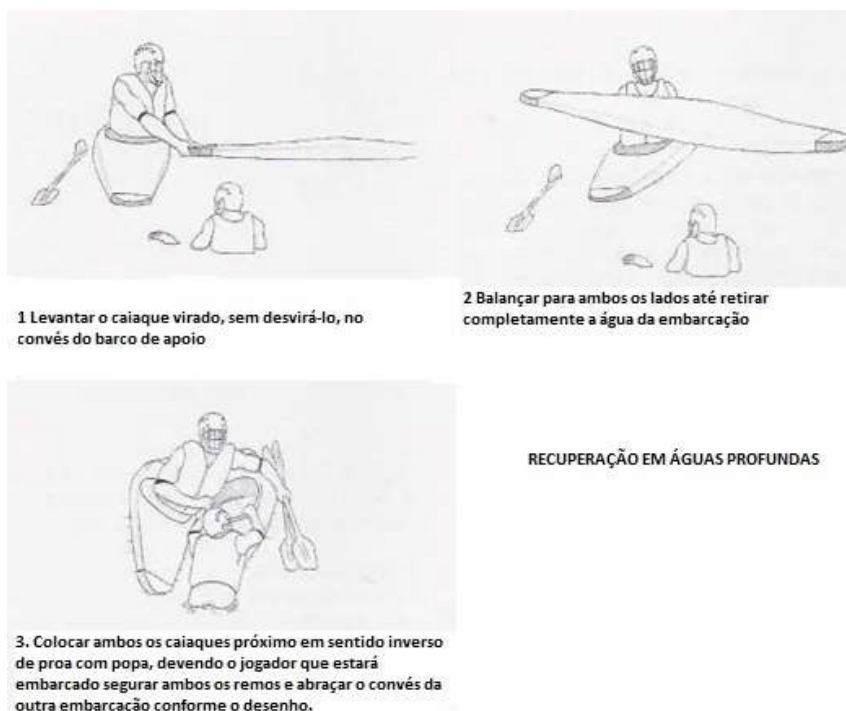 1 Levantar o caiaque virado, sem desvirá-lo, no
convés do barco de apoio
2 Balançar para ambos os lados até retirar
completamente a água da embarcação
RECUPERAÇÃO EM ÁGUAS PROFUNDAS
3. Colocar ambos os caiaques próximo em sentido inverso
de proa com popa, devendo o jogador que estará
embarcado segurar ambos os remos e abraçar o convés da
outra embarcação conforme o desenho.